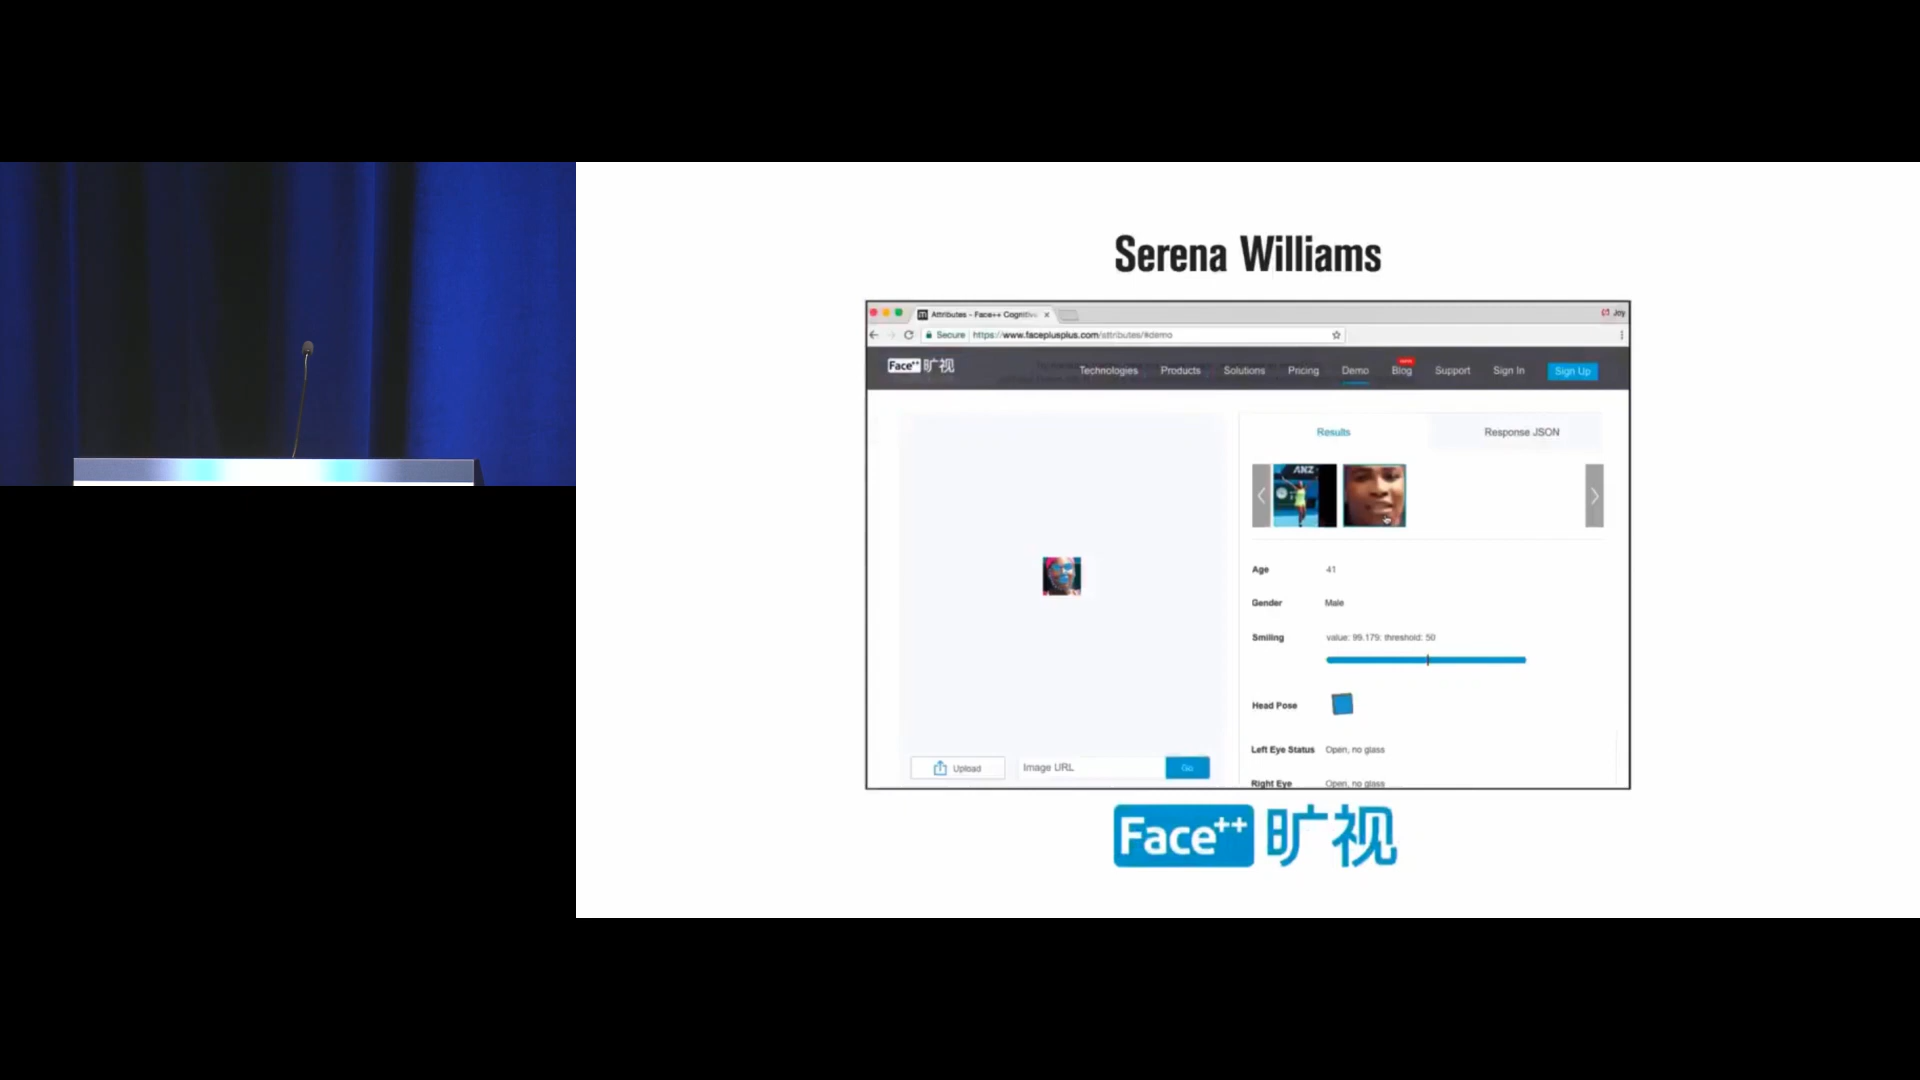 Serena Williams
Attributes - Face++ Cognitive
Joy
Secure https://www.faceplusplus.com/attributes/#demo
Face++ 旷视
Technologies Products Solutions Pricing Demo Blog Support Sign In Sign Up
Results Response JSON
ANZ
Age 41
Gender Male
Smiling value: 99.179; threshold: 50
Head Pose
Left Eye Status Open, no glass
Right Eye Open, no glass
Upload Image URL Go
Face++ 旷视